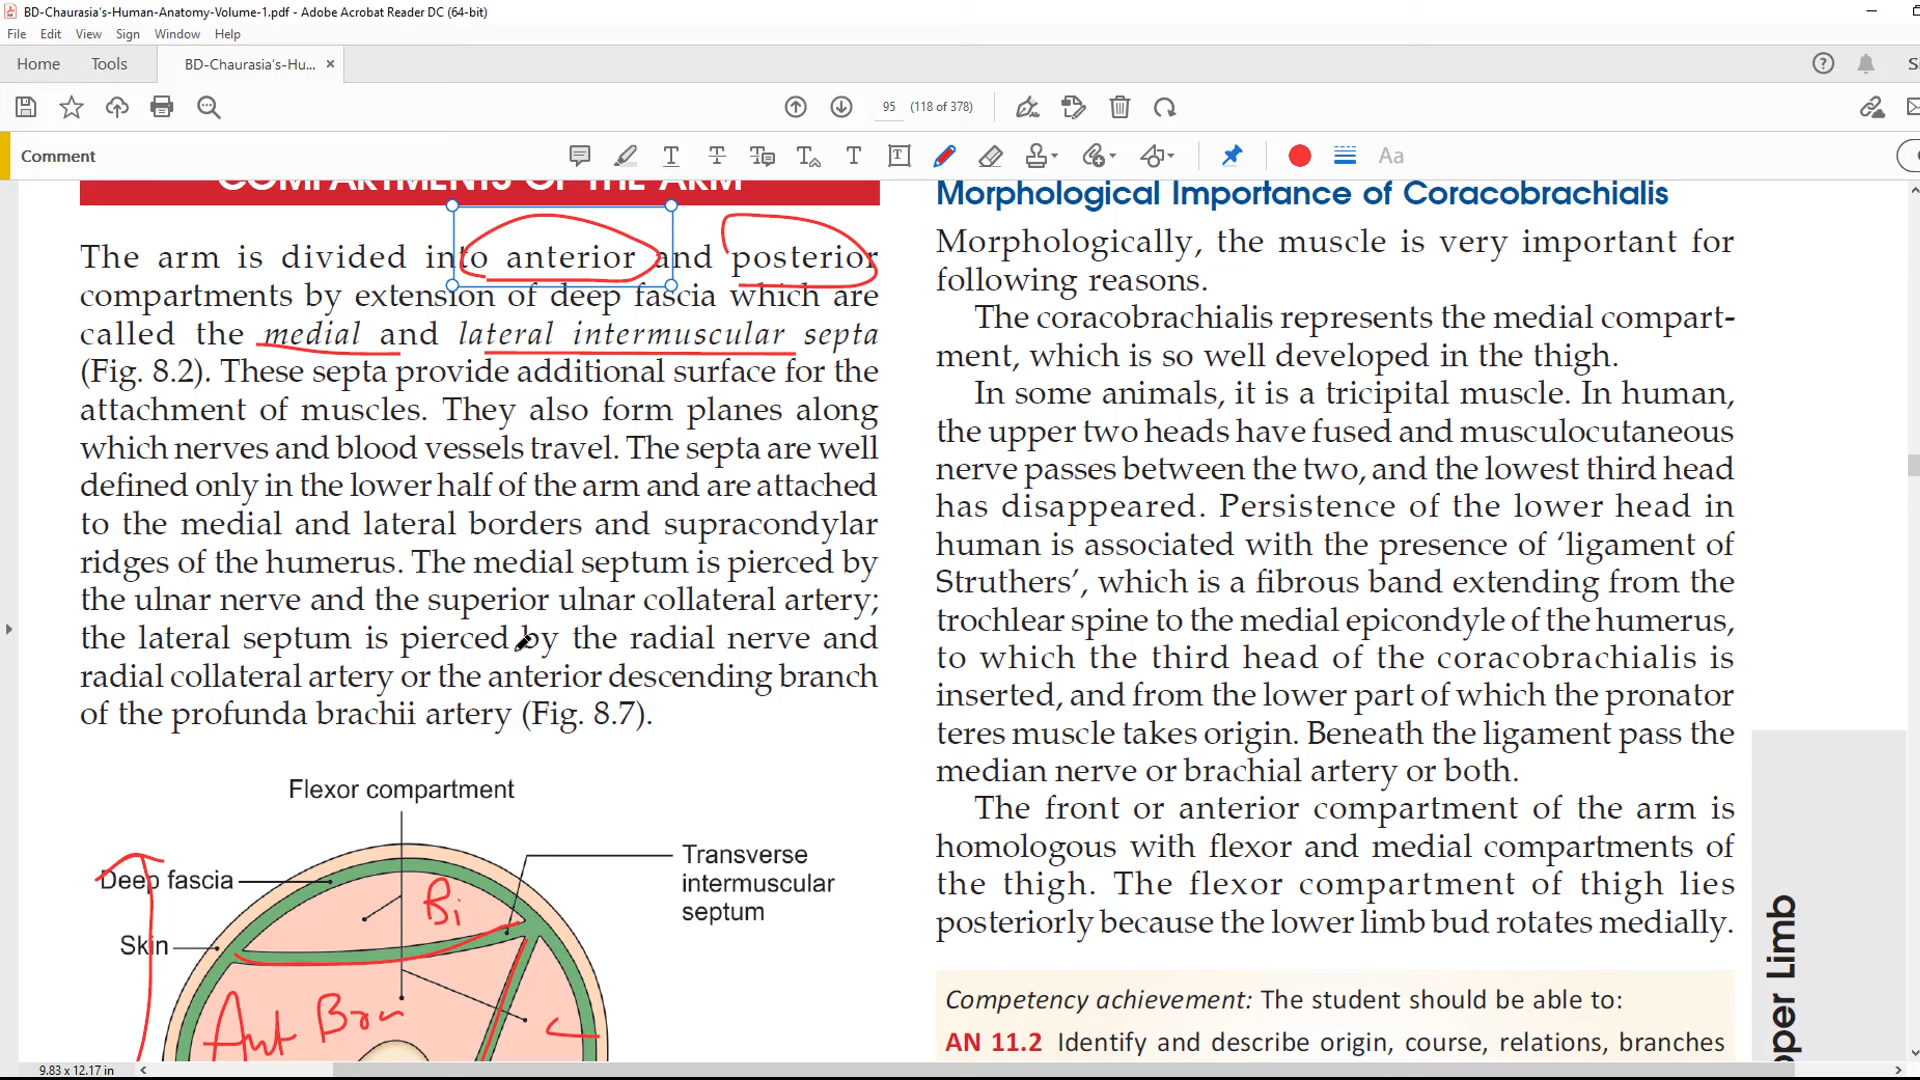 BD-Chaurasia's-Human-Anatomy-Volume-1.pdf - Adobe Acrobat Reader DC (64-bit)
File Edit View Sign Window Help
Home Tools BD-Chaurasia's-Hu... ×
95 (118 of 378)
Comment
COMPARTMENTS OF THE ARM
The arm is divided into anterior and posterior
compartments by extension of deep fascia which are
called the medial and lateral intermuscular septa
(Fig. 8.2). These septa provide additional surface for the
attachment of muscles. They also form planes along
which nerves and blood vessels travel. The septa are well
defined only in the lower half of the arm and are attached
to the medial and lateral borders and supracondylar
ridges of the humerus. The medial septum is pierced by
the ulnar nerve and the superior ulnar collateral artery;
the lateral septum is pierced by the radial nerve and
radial collateral artery or the anterior descending branch
of the profunda brachii artery (Fig. 8.7).
Flexor compartment
Deep fascia
Skin
Transverse
intermuscular
septum
Bi
Ant Bra
Morphological Importance of Coracobrachialis
Morphologically, the muscle is very important for
following reasons.
The coracobrachialis represents the medial compart-
ment, which is so well developed in the thigh.
In some animals, it is a tricipital muscle. In human,
the upper two heads have fused and musculocutaneous
nerve passes between the two, and the lowest third head
has disappeared. Persistence of the lower head in
human is associated with the presence of 'ligament of
Struthers', which is a fibrous band extending from the
trochlear spine to the medial epicondyle of the humerus,
to which the third head of the coracobrachialis is
inserted, and from the lower part of which the pronator
teres muscle takes origin. Beneath the ligament pass the
median nerve or brachial artery or both.
The front or anterior compartment of the arm is
homologous with flexor and medial compartments of
the thigh. The flexor compartment of thigh lies
posteriorly because the lower limb bud rotates medially.
Competency achievement: The student should be able to:
AN 11.2 Identify and describe origin, course, relations, branches
pper Limb
9.83 x 12.17 in